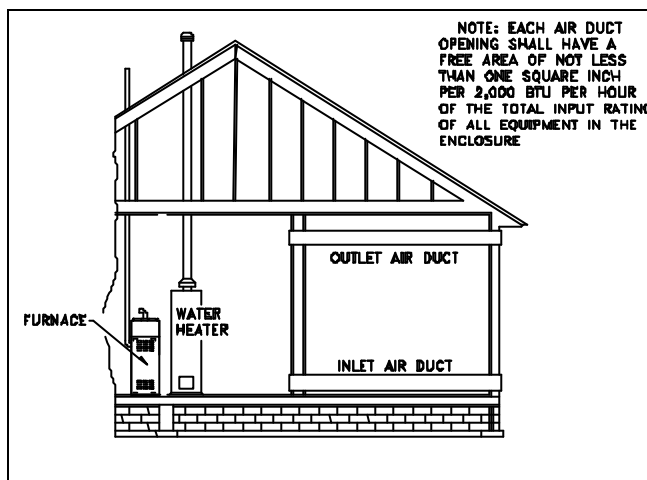 NOTE: EACH AIR DUCT
OPENING SHALL HAVE A
FREE AREA OF NOT LESS
THAN ONE SQUARE INCH
PER 2,000 BTU PER HOUR
OF THE TOTAL INPUT RATING
OF ALL EQUIPMENT IN THE
ENCLOSURE
OUTLET AIR DUCT
WATER
HEATER
FURNACE
INLET AIR DUCT